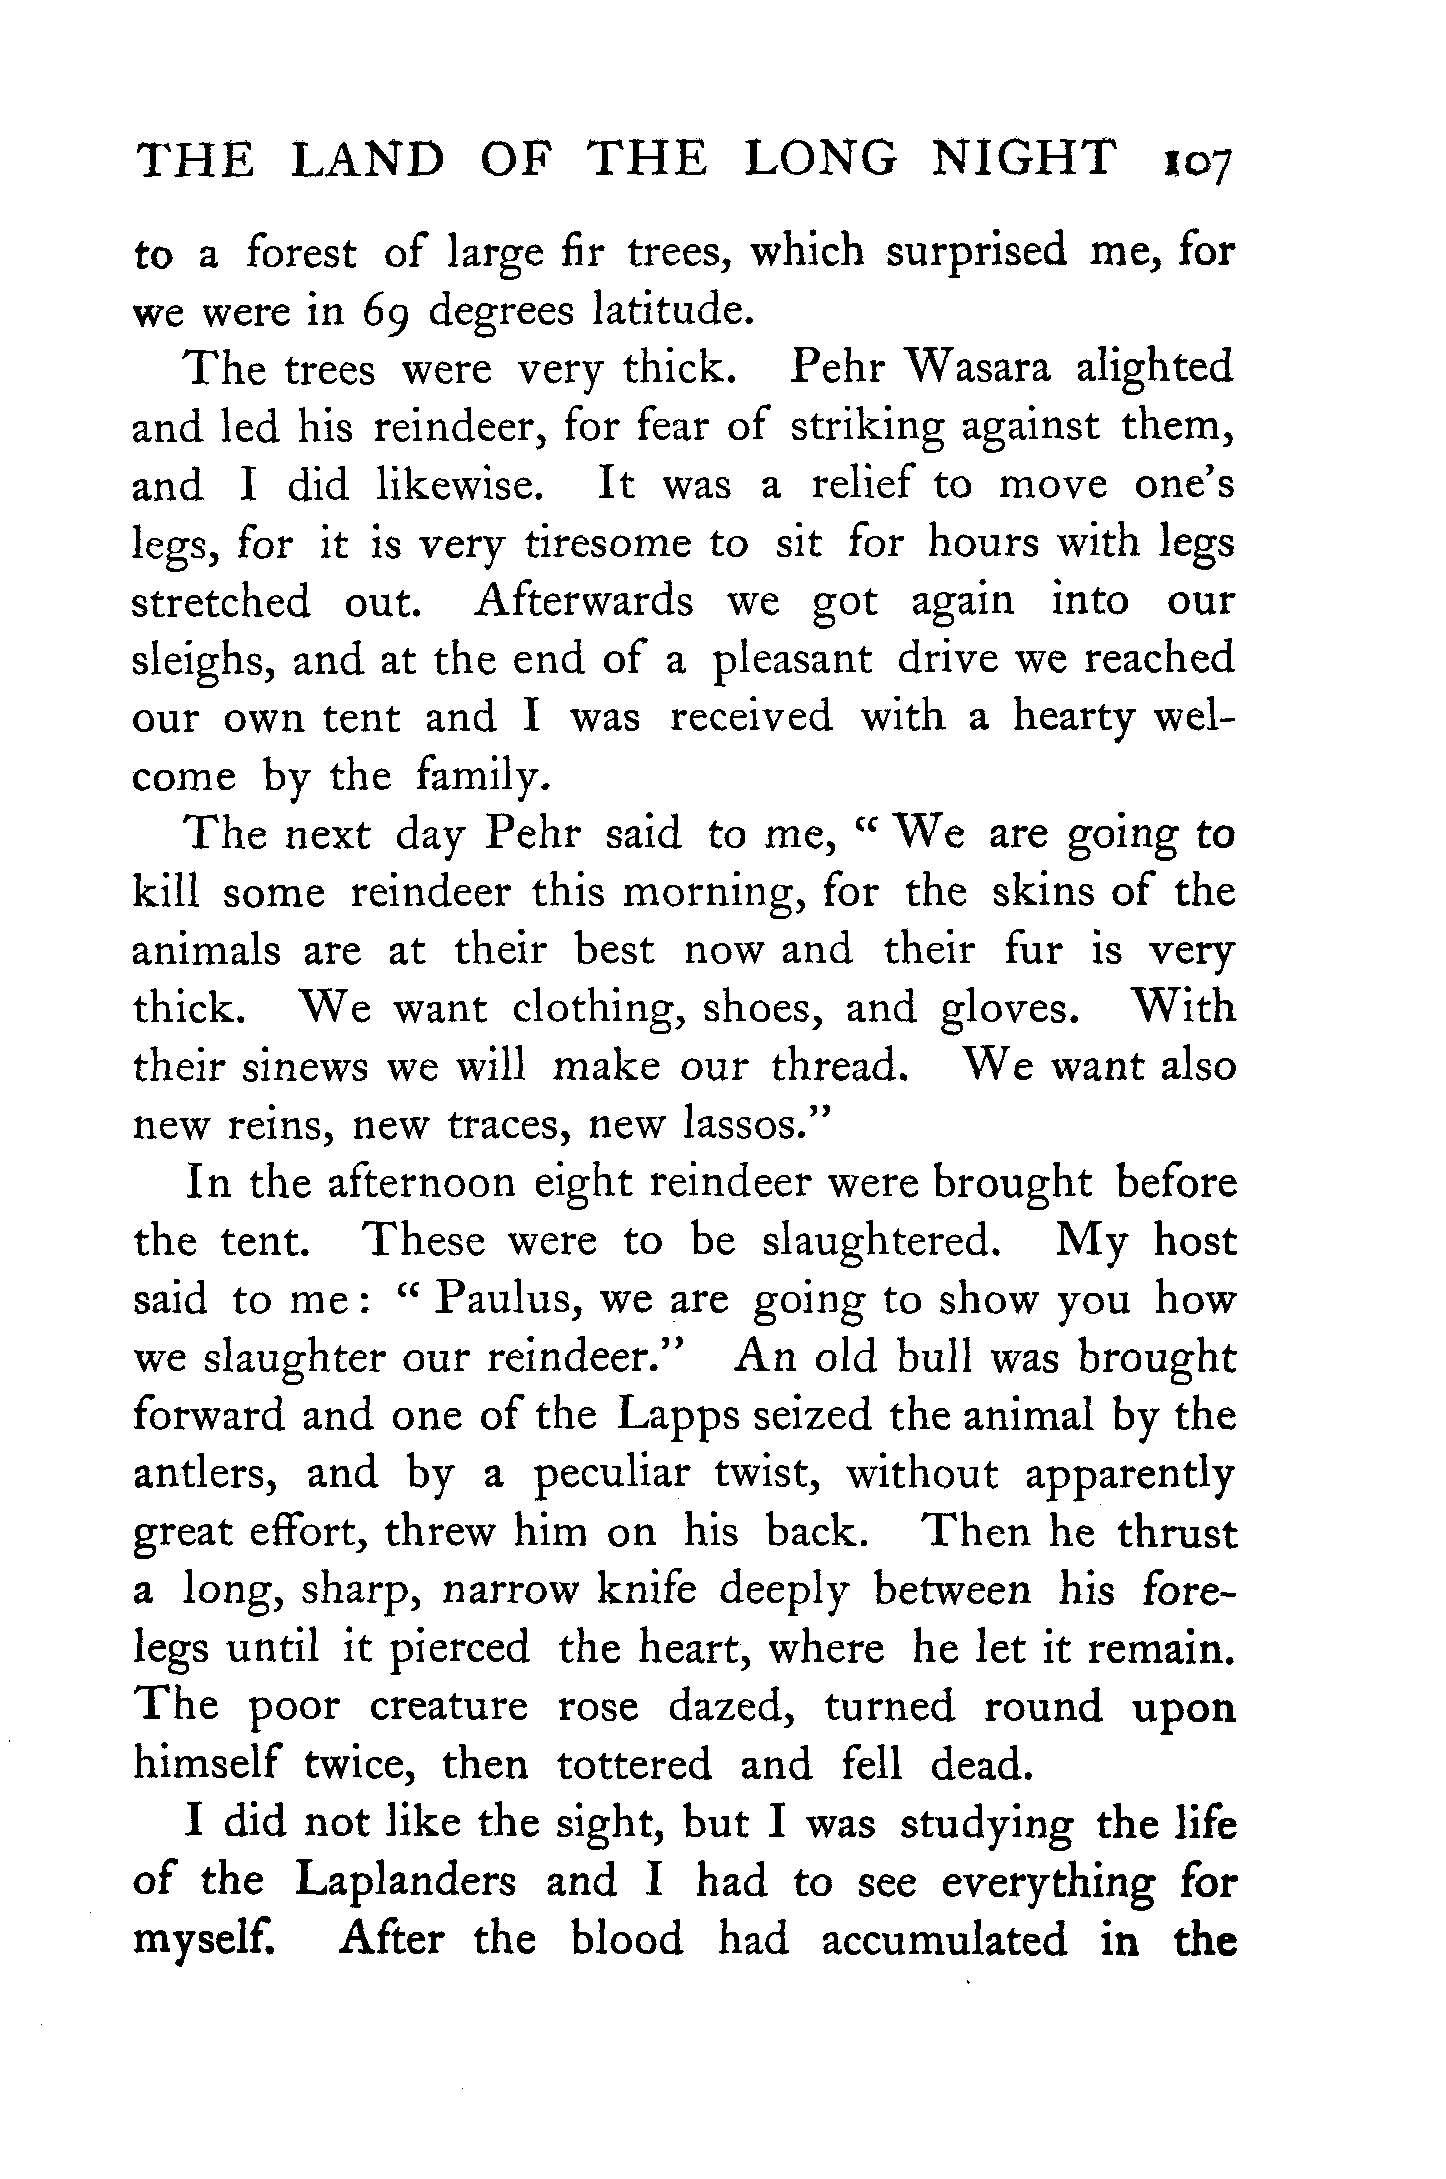 THE LAND OF THE LONG NIGHT 107
to a forest of large fir trees, which surprised me, for
we were in 69 degrees latitude.
The trees were very thick. Pehr Wasara alighted
and led his reindeer, for fear of striking against them,
and I did likewise. It was a relief to move one's
legs, for it is very tiresome to sit for hours with legs
stretched out. Afterwards we got again into our
sleighs, and at the end of a pleasant drive we reached
our own tent and I was received with a hearty wel-
come by the family.
The next day Pehr said to me, “ We are going to
kill some reindeer this morning, for the skins of the
animals are at their best now and their fur is very
thick. We want clothing, shoes, and gloves. With
their sinews we will make our thread. We want also
new reins, new traces, new lassos.”
In the afternoon eight reindeer were brought before
the tent. These were to be slaughtered. My host
said to me : “ Paulus, we are going to show you how
we slaughter our reindeer.” An old bull was brought
forward and one of the Lapps seized the animal by the
antlers, and by a peculiar twist, without apparently
great effort, threw him on his back. Then he thrust
a long, sharp, narrow knife deeply between his fore-
legs until it pierced the heart, where he let it remain.
The poor creature rose dazed, turned round upon
himself twice, then tottered and fell dead.
I did not like the sight, but I was studying the life
of the Laplanders and I had to see everything for
myself. After the blood had accumulated in the